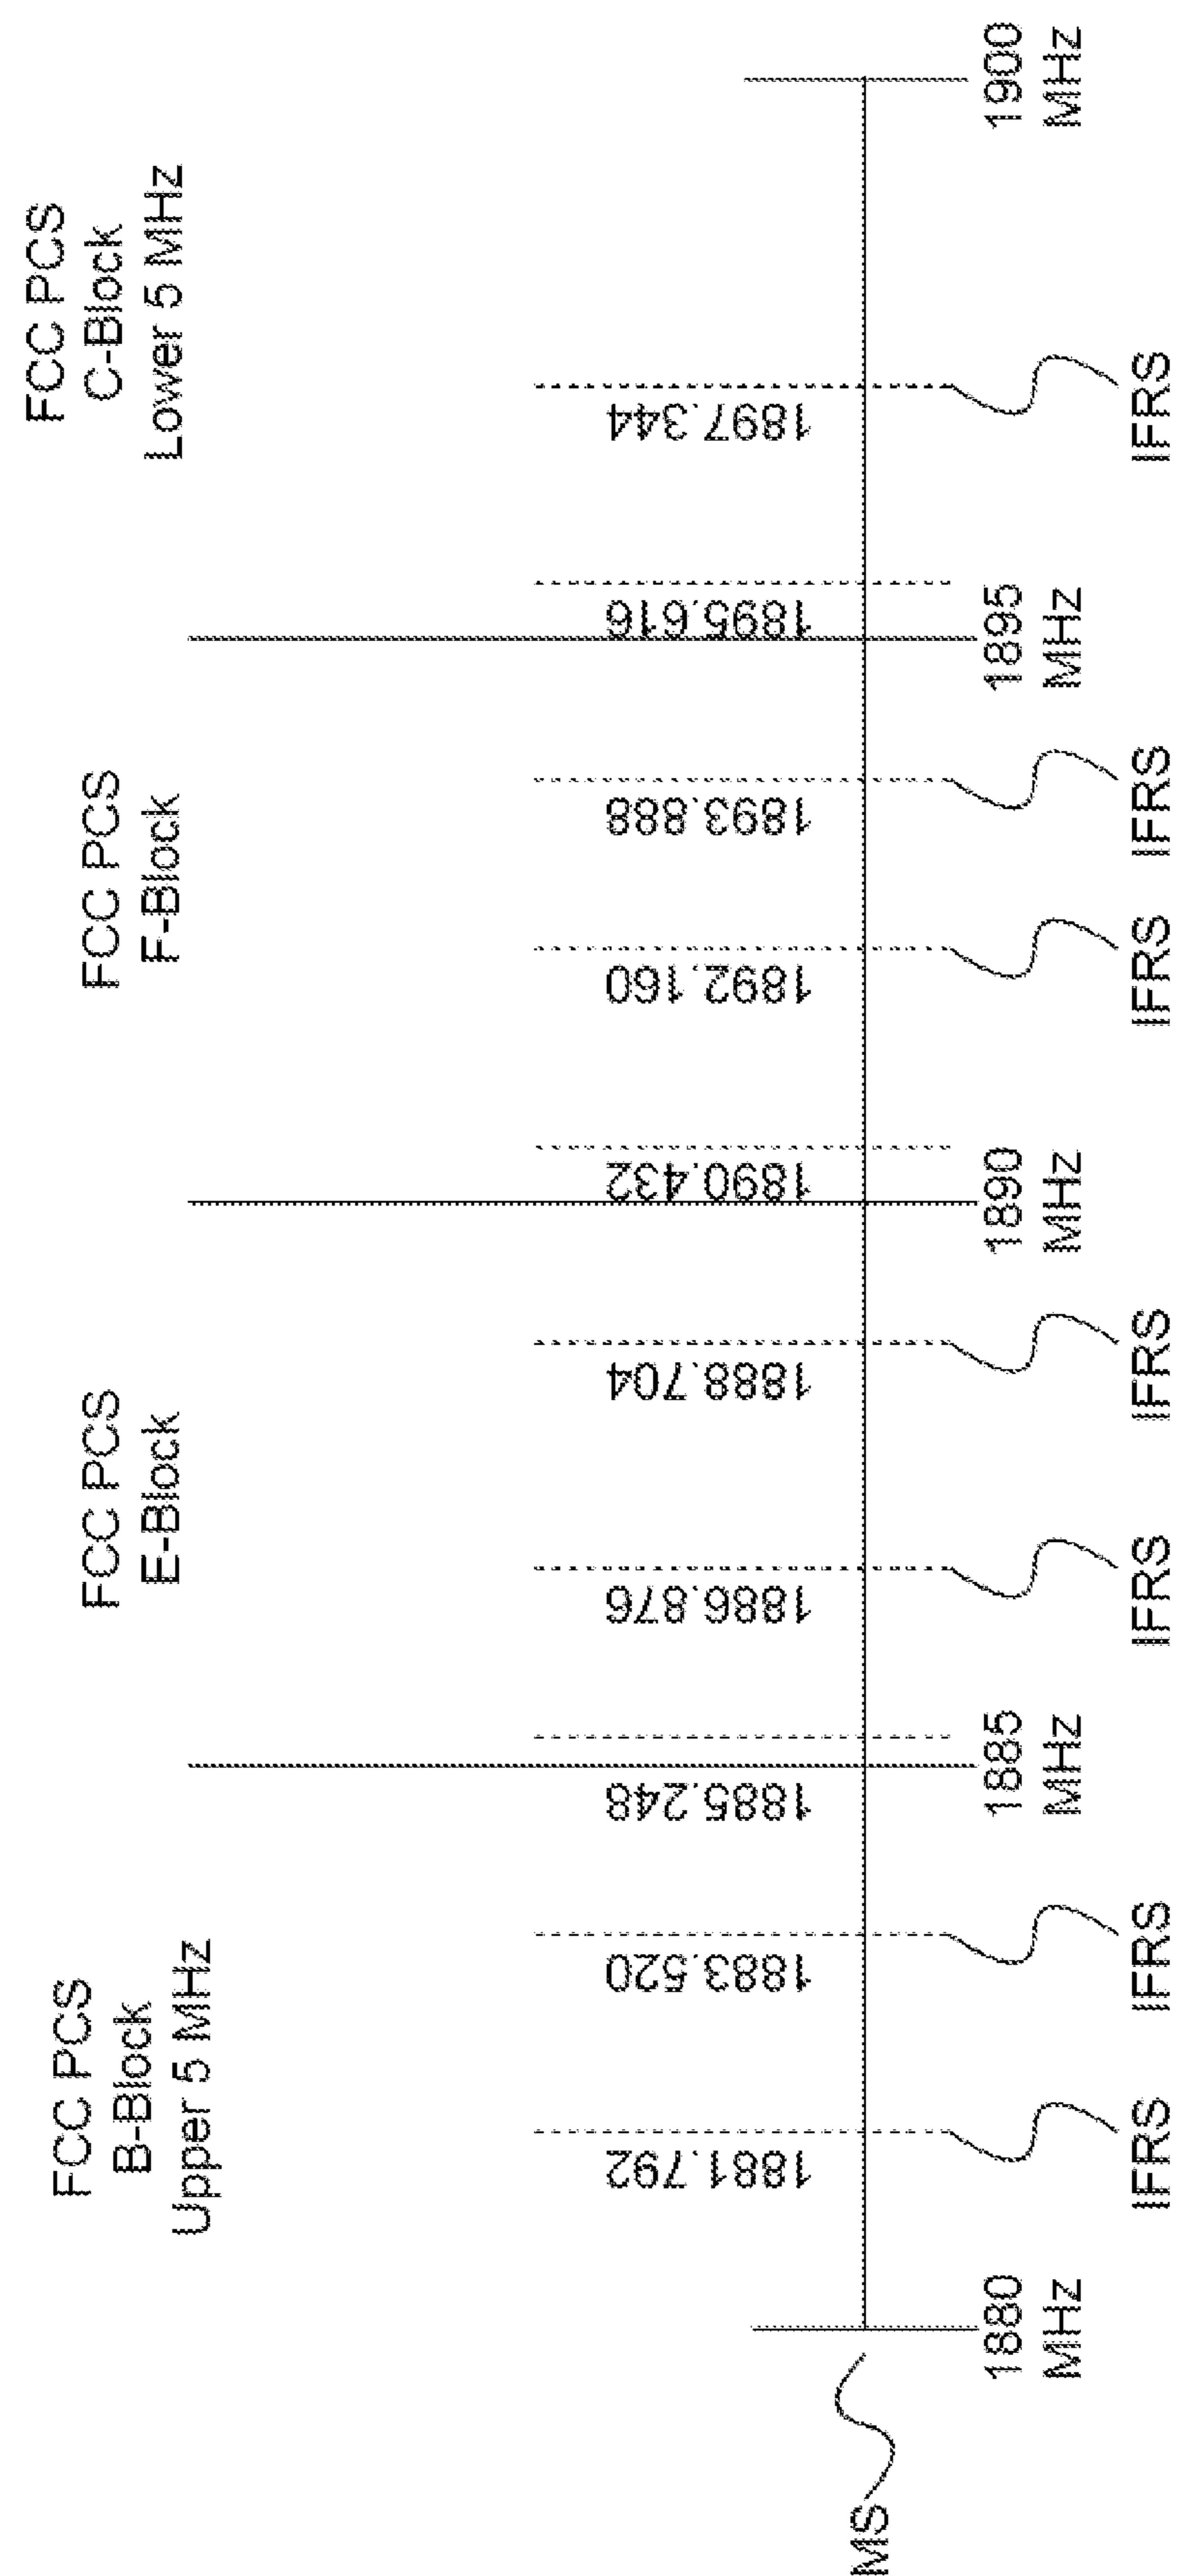 FCC PCS
B-Block
Upper 5 MHz
FCC PCS
E-Block
FCC PCS
F-Block
FCC PCS
C-Block
Lower 5 MHz
1881.792
1883.520
1885.248
1886.876
1888.704
1890.432
1892.160
1893.888
1895.616
1897.344
MS
1880
MHz
1885
MHz
1890
MHz
1895
MHz
1900
MHz
IFRS
IFRS
IFRS
IFRS
IFRS
IFRS
IFRS